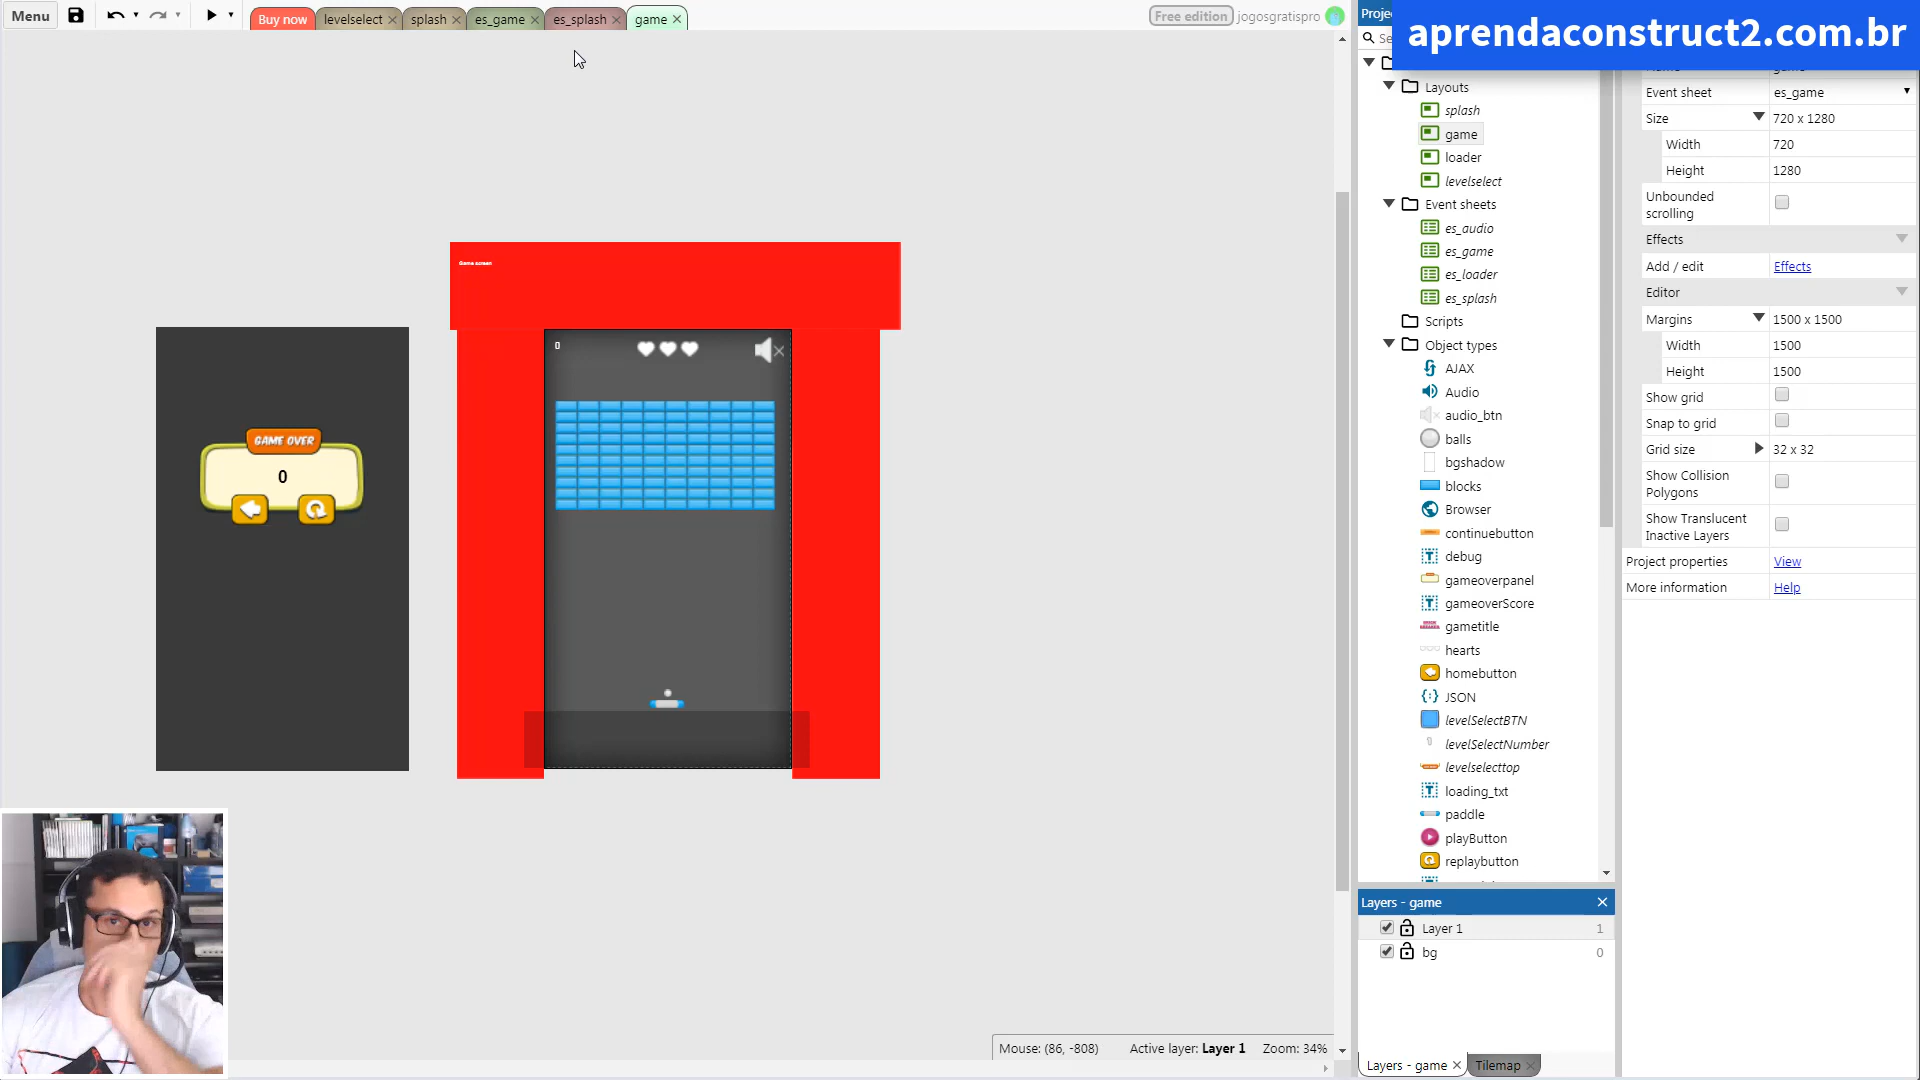 Menu
Buy now
levelselect
splash
es_game
es_splash
game
Free edition
jogosgratispro
aprendaconstruct2.com.br
Layouts
splash
game
loader
levelselect
Event sheets
es_audio
es_game
es_loader
es_splash
Scripts
Object types
AJAX
Audio
audio_btn
balls
bgshadow
blocks
Browser
continuebutton
debug
gameoverpanel
gameoverScore
gametitle
hearts
homebutton
JSON
levelSelectBTN
levelSelectNumber
levelselecttop
loading_txt
paddle
playButton
replaybutton
Event sheet es_game
Size 720 x 1280
Width 720
Height 1280
Unbounded
scrolling
Effects
Add / edit Effects
Editor
Margins 1500 x 1500
Width 1500
Height 1500
Show grid
Snap to grid
Grid size 32 x 32
Show Collision
Polygons
Show Translucent
Inactive Layers
Project properties View
More information Help
Game screen
0
GAME OVER
0
Layers - game
Layer 1 1
bg 0
Mouse: (86, -808) Active layer: Layer 1 Zoom: 34%
Layers - game
Tilemap